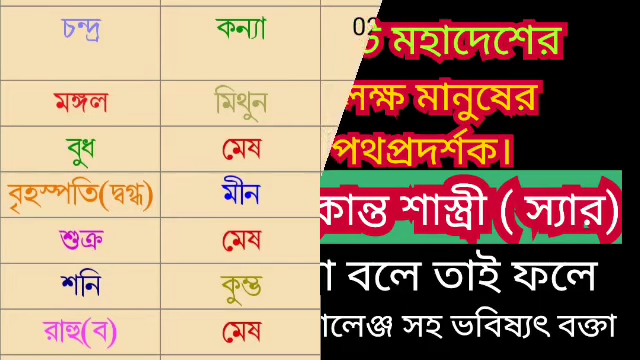 চন্দ্র কন্যা 02
মঙ্গল মিথুন
বুধ মেষ
বৃহস্পতি(দ্বগ্ধ) মীন
শুক্র মেষ
শনি কুম্ভ
রাহু(ব) মেষ
মহাদেশের
লক্ষ মানুষের
পথপ্রদর্শক।
কান্ত শাস্ত্রী ( স্যার)
বলে তাই ফলে
সহ ভবিষ্যৎ বক্তা